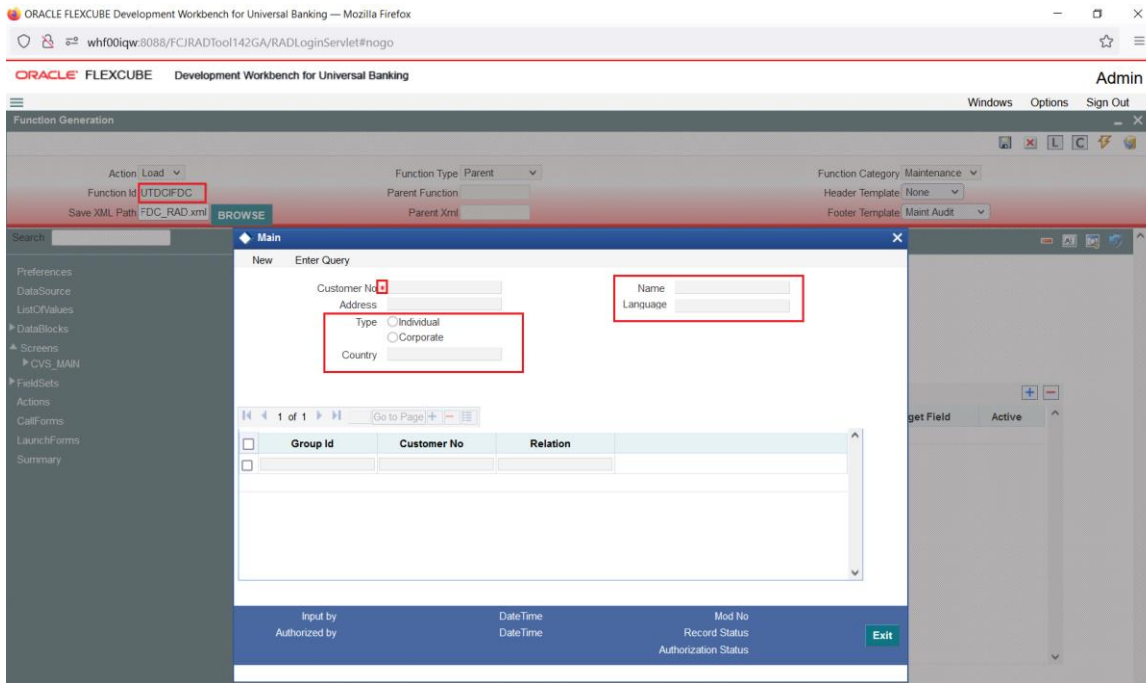 ORACLE FLEXCUBE Development Workbench for Universal Banking — Mozilla Firefox
whf00iqw:8088/FCJRADTool142GA/RADLoginServlet#nogo
ORACLE FLEXCUBE Development Workbench for Universal Banking Admin
Windows Options Sign Out
Function Generation
L C
Action Load Function Type Parent Function Category Maintenance
Function Id UTDCIFDC Parent Function Header Template None
Save XML Path FDC_RAD.xml BROWSE Parent Xml Footer Template Maint Audit
Search Main
New Enter Query
Preferences
Customer No * Name
DataSource
Address Language
ListOfValues
Type Individual
DataBlocks
Corporate
Screens
Country
CVS_MAIN
FieldSets
Actions
1 of 1 Go to Page
CallForms
get Field Active
LaunchForms
Group Id Customer No Relation
Summary
Input by DateTime Mod No
Authorized by DateTime Record Status
Exit
Authorization Status